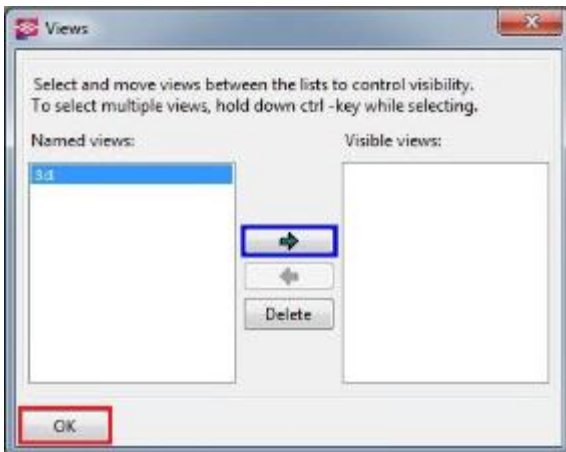 Views
Select and move views between the lists to control visibility.
To select multiple views, hold down ctrl -key while selecting.
Named views:
Visible views:
3d
Delete
OK